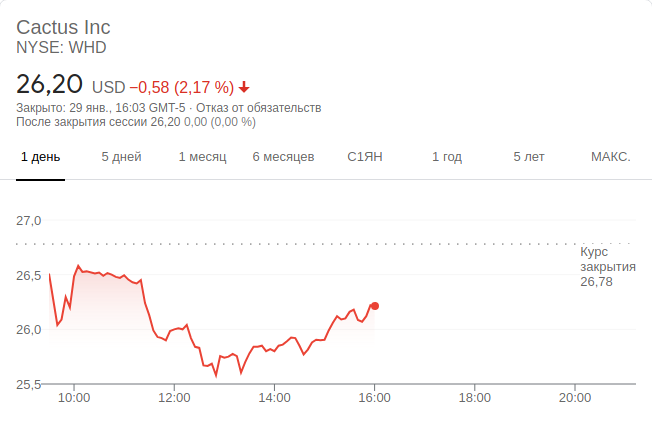 Cactus Inc
NYSE: WHD
26,20 USD −0,58 (2,17 %)
Закрыто: 29 янв., 16:03 GMT-5 · Отказ от обязательств
После закрытия сессии 26,20 0,00 (0,00 %)
1 день 5 дней 1 месяц 6 месяцев С1ЯН 1 год 5 лет МАКС.
27,0
Курс
закрытия
26,78
26,5
26,0
25,5
10:00 12:00 14:00 16:00 18:00 20:00